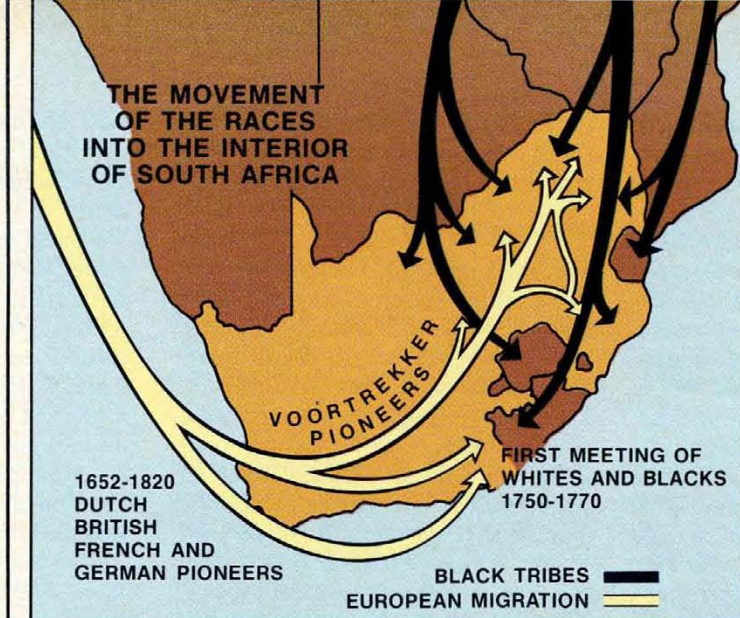 THE MOVEMENT
OF THE RACES
INTO THE INTERIOR
OF SOUTH AFRICA
VOORTREKKER
PIONEERS
FIRST MEETING OF
WHITES AND BLACKS
1750-1770
1652-1820
DUTCH
BRITISH
FRENCH AND
GERMAN PIONEERS
BLACK TRIBES
EUROPEAN MIGRATION